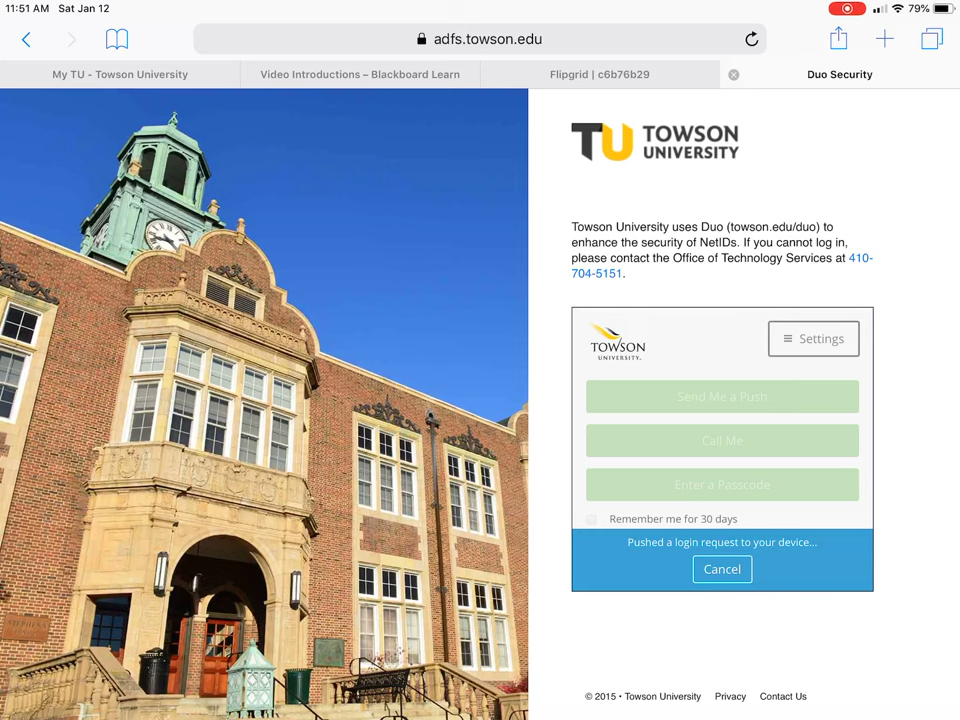 11:51 AM Sat Jan 12
79%
adfs.towson.edu
My TU - Towson University
Video Introductions – Blackboard Learn
Flipgrid | c6b76b29
Duo Security
TU TOWSON
UNIVERSITY
Towson University uses Duo (towson.edu/duo) to
enhance the security of NetIDs. If you cannot log in,
please contact the Office of Technology Services at 410-
704-5151.
TOWSON
UNIVERSITY.
Settings
Send Me a Push
Call Me
Enter a Passcode
Remember me for 30 days
Pushed a login request to your device...
Cancel
© 2015 • Towson University
Privacy
Contact Us